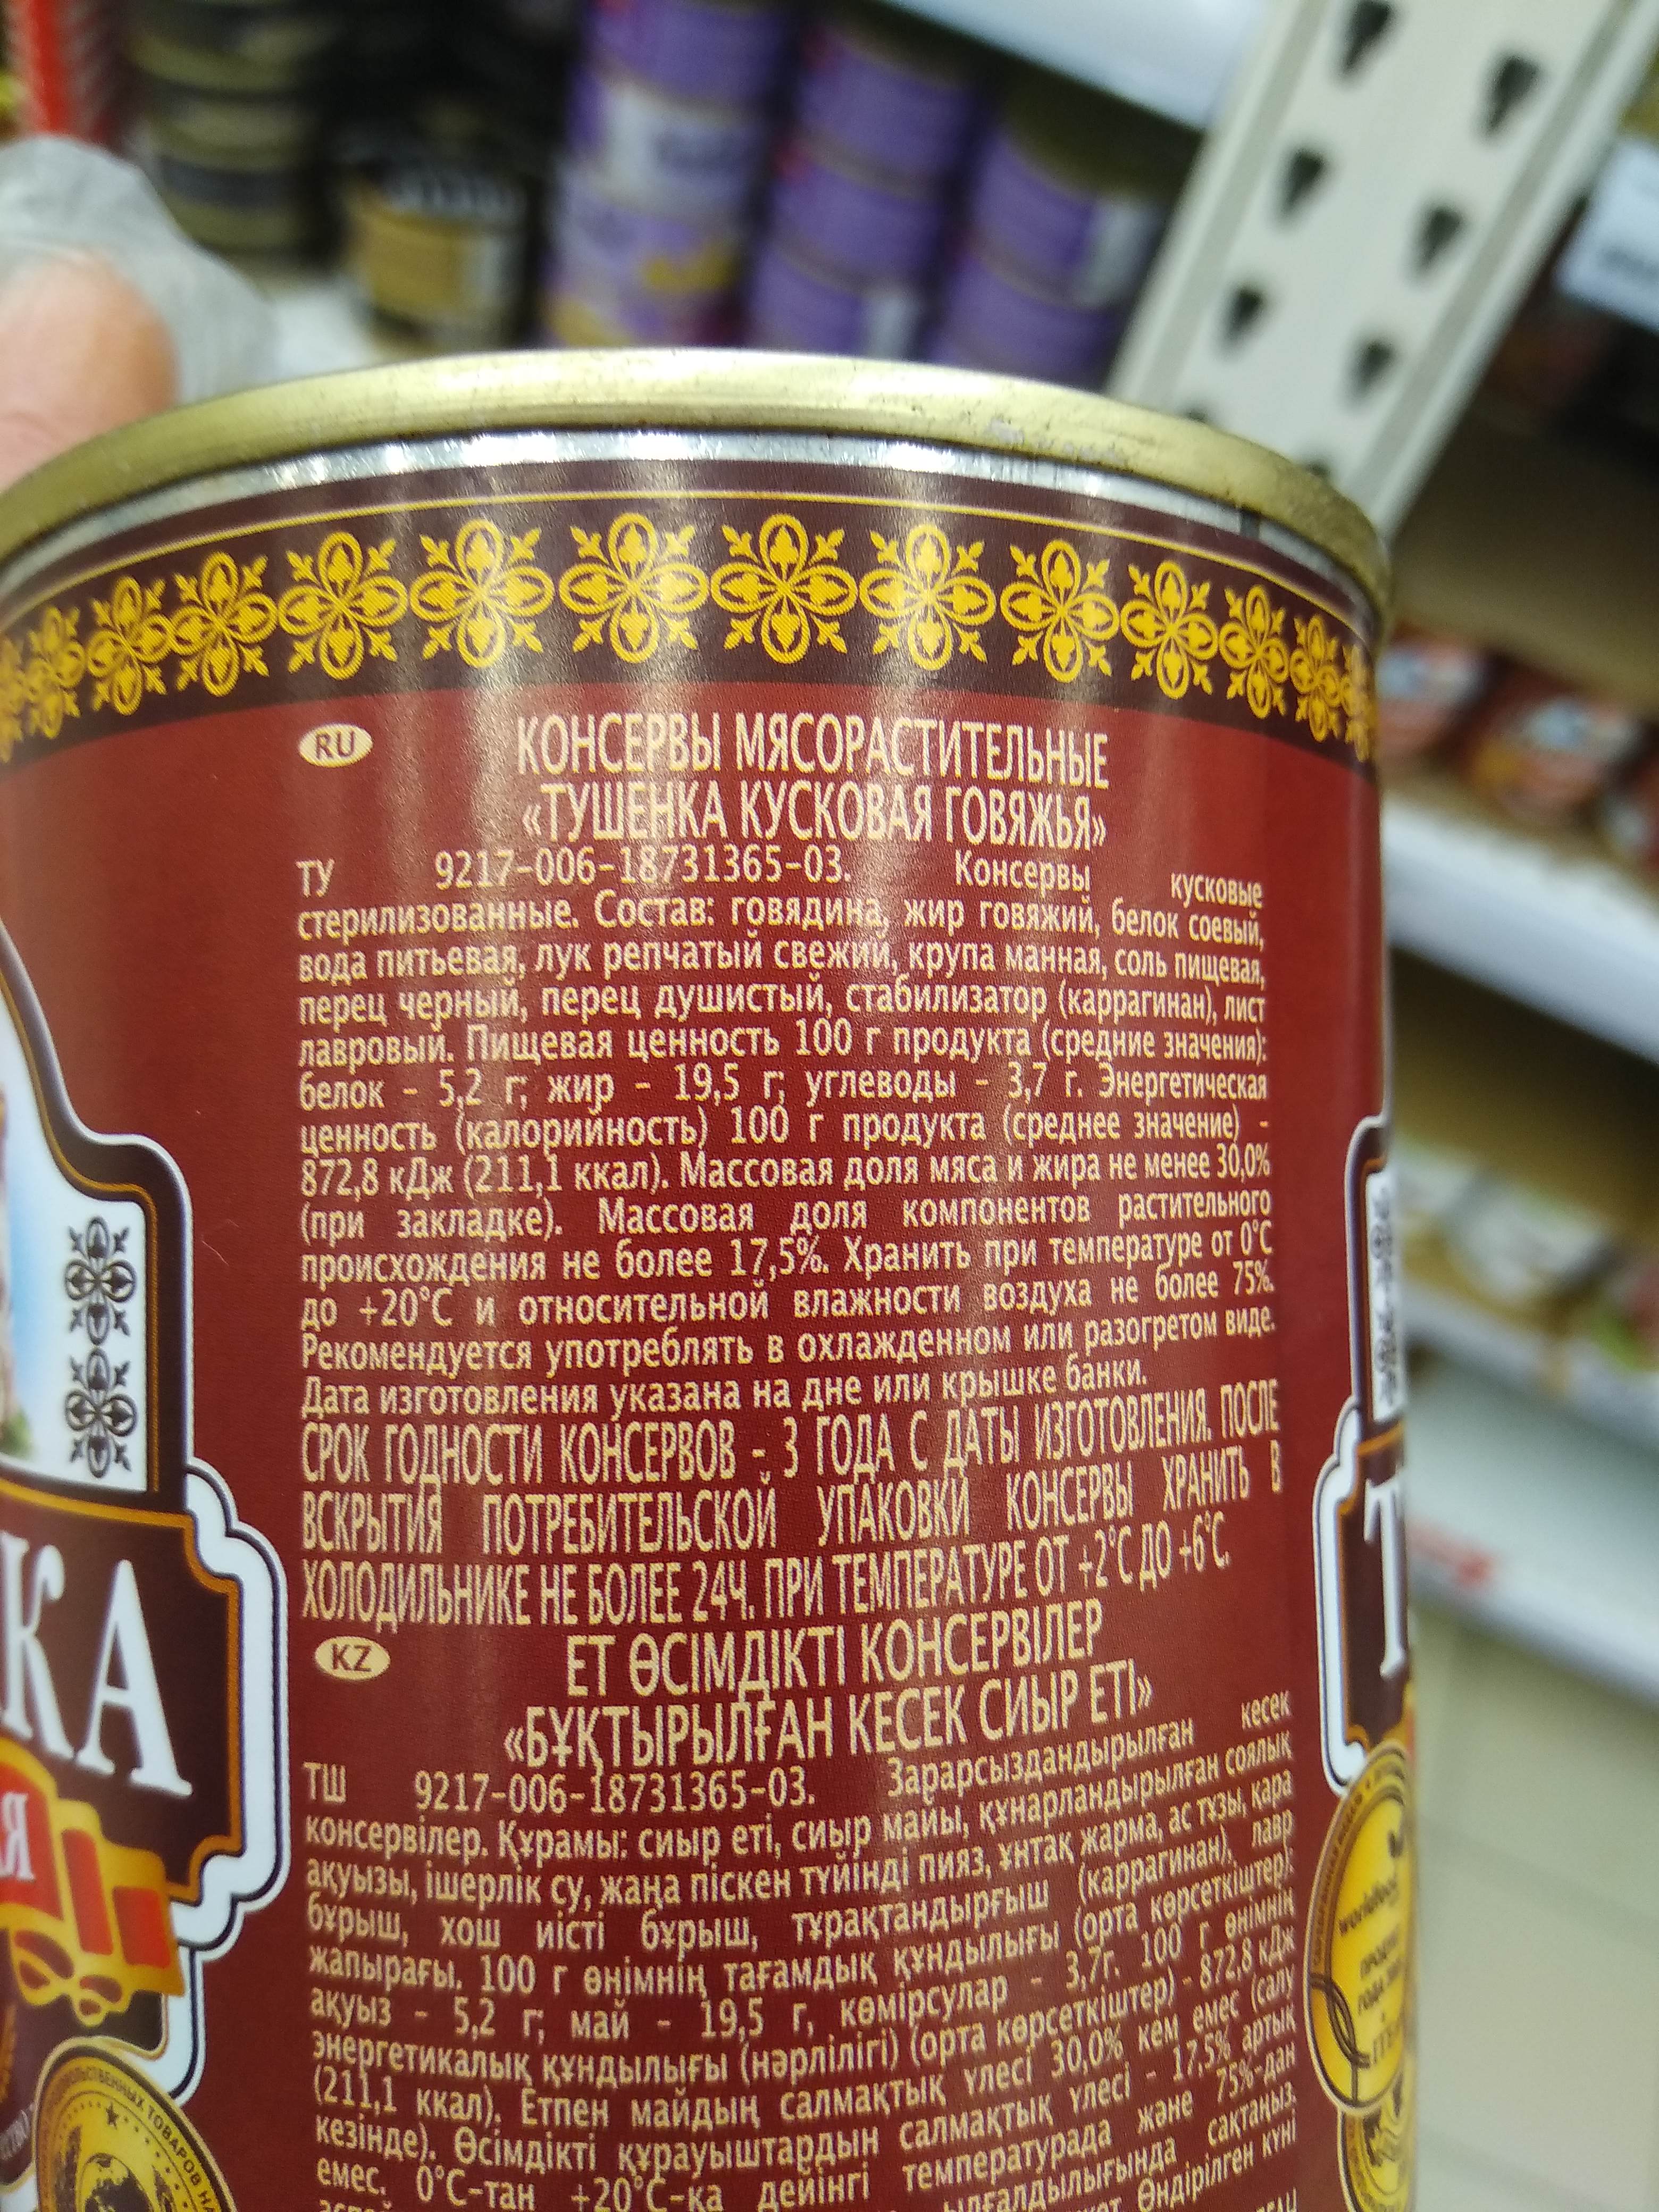 RU
КОНСЕРВЫ МЯСОРАСТИТЕЛЬНЫЕ
«ТУШЕНКА КУСКОВАЯ ГОВЯЖЬЯ»
ТУ 9217-006-18731365-03. Консервы кусковые
стерилизованные. Состав: говядина, жир говяжий, белок соевый,
вода питьевая, лук репчатый свежий, крупа манная, соль пищевая,
перец черный, перец душистый, стабилизатор (каррагинан), лист
лавровый. Пищевая ценность 100 г продукта (средние значения):
белок - 5,2 г; жир - 19,5 г; углеводы - 3,7 г. Энергетическая
ценность (калорийность) 100 г продукта (среднее значение) -
872,8 кДж (211,1 ккал). Массовая доля мяса и жира не менее 30,0%
(при закладке). Массовая доля компонентов растительного
происхождения не более 17,5%. Хранить при температуре от 0°С
до +20°С и относительной влажности воздуха не более 75%.
Рекомендуется употреблять в охлажденном или разогретом виде.
Дата изготовления указана на дне или крышке банки.
СРОК ГОДНОСТИ КОНСЕРВОВ - 3 ГОДА С ДАТЫ ИЗГОТОВЛЕНИЯ. ПОСЛЕ
ВСКРЫТИЯ ПОТРЕБИТЕЛЬСКОЙ УПАКОВКИ КОНСЕРВЫ ХРАНИТЬ В
ХОЛОДИЛЬНИКЕ НЕ БОЛЕЕ 24Ч. ПРИ ТЕМПЕРАТУРЕ ОТ +2°С ДО +6°С.
KZ
ЕТ ӨСІМДІКТІ КОНСЕРВІЛЕР
«БҰҚТЫРЫЛҒАН КЕСЕК СИЫР ЕТІ»
ТШ 9217-006-18731365-03. Зарарсыздандырылған кесек
консервілер. Құрамы: сиыр еті, сиыр майы, құнарландырылған соялық
ақуызы, ішерлік су, жаңа піскен түйінді пияз, ұнтақ жарма, ас тұзы, қара
бұрыш, хош иісті бұрыш, тұрақтандырғыш (каррагинан), лавр
жапырағы. 100 г өнімнің тағамдық құндылығы (орта көрсеткіштер):
ақуыз - 5,2 г; май - 19,5 г, көмірсулар - 3,7г. 100 г өнімнің
энергетикалық құндылығы (нәрлілігі) (орта көрсеткіштер) - 872,8 кДж
(211,1 ккал). Етпен майдың салмақтық үлесі 30,0% кем емес (салу
кезінде). Өсімдікті құрауыштардын салмақтық үлесі - 17,5% артық
емес. 0°С-тан +20°С-қа дейінгі температурада және 75%-дан
сақтаңыз.
Өндірілген күні
КА
Т